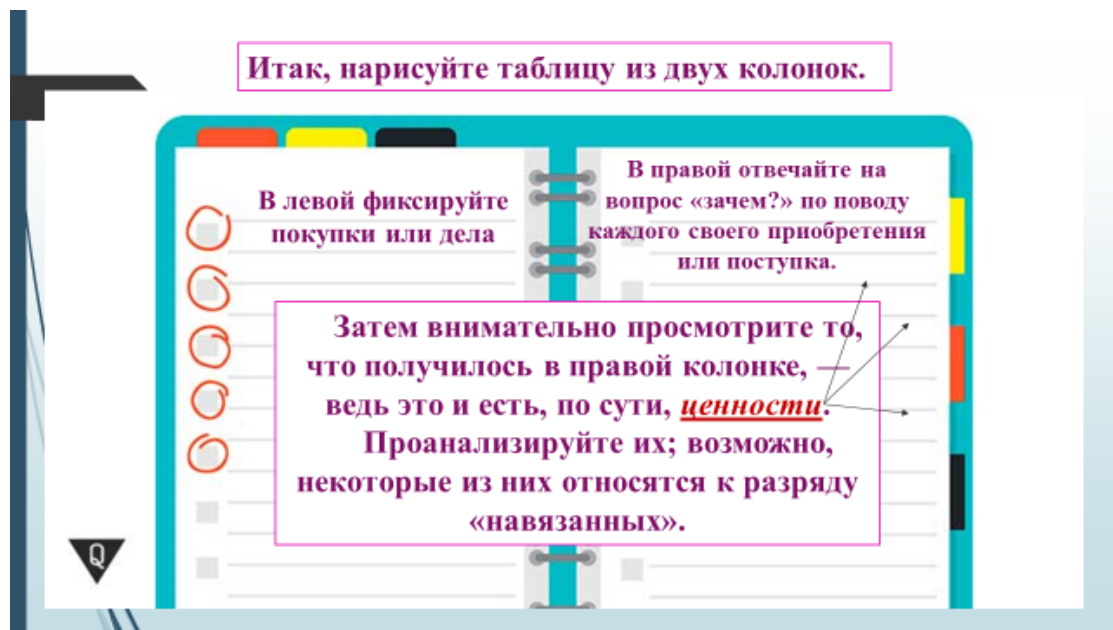 Итак, нарисуйте таблицу из двух колонок.
В левой фиксируйте
покупки или дела
В правой отвечайте на
вопрос «зачем?» по поводу
каждого своего приобретения
или поступка.
Затем внимательно просмотрите то,
что получилось в правой колонке, —
ведь это и есть, по сути, ценности.
Проанализируйте их; возможно,
некоторые из них относятся к разряду
«навязанных».
Q